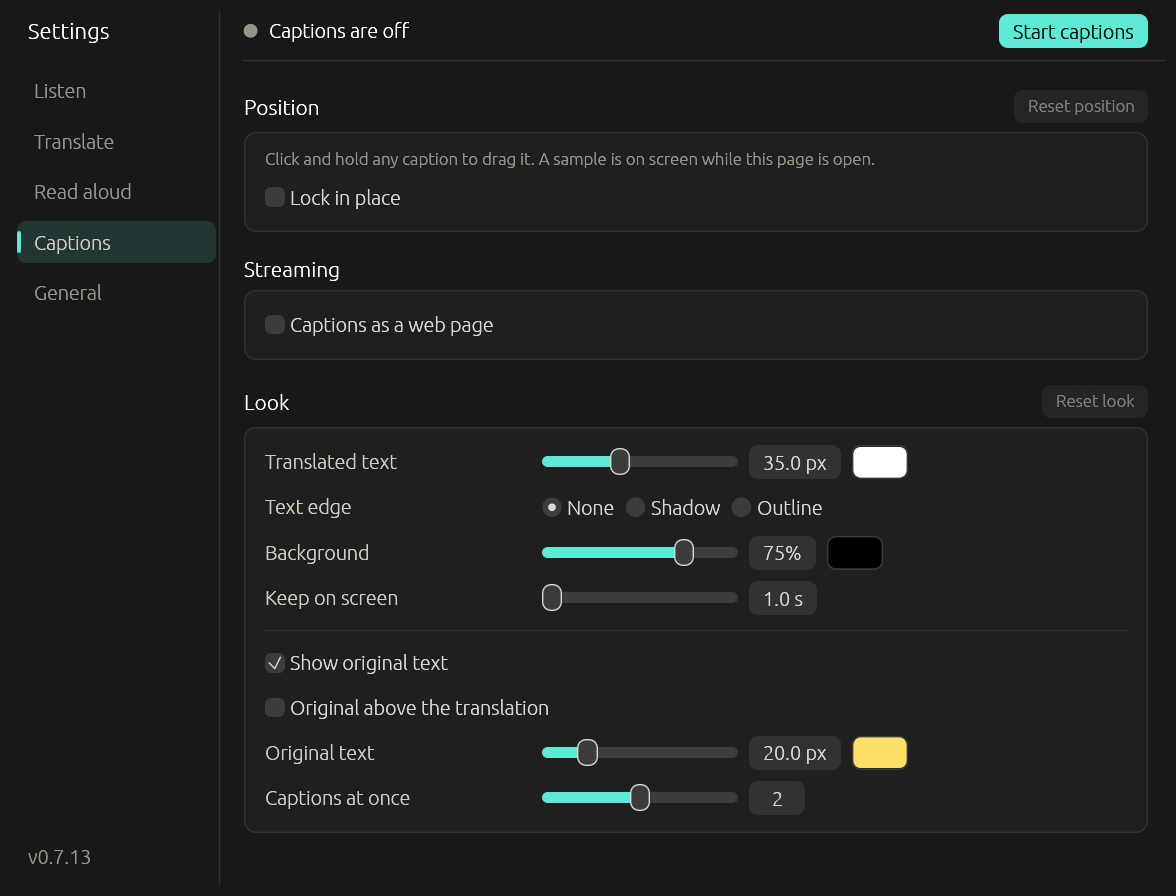 Settings
Listen
Translate
Read aloud
Captions
General
v0.7.13
Captions are off
Start captions
Position
Reset position
Click and hold any caption to drag it. A sample is on screen while this page is open.
Lock in place
Streaming
Captions as a web page
Look
Reset look
Translated text
35.0 px
Text edge
None
Shadow
Outline
Background
75%
Keep on screen
1.0 s
Show original text
Original above the translation
Original text
20.0 px
Captions at once
2